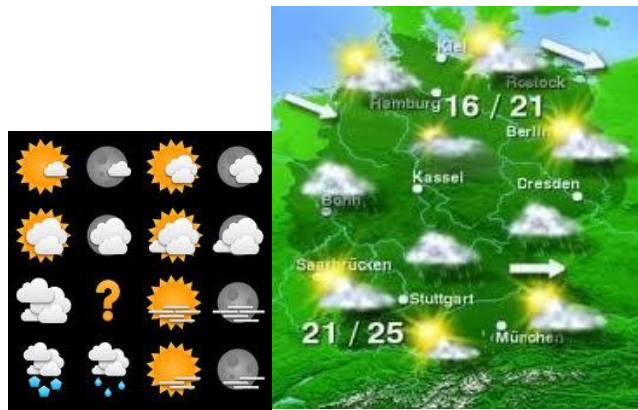 Kiel
Rostock
Hamburg
16 / 21
Berlin
Kassel
Dresden
Bonn
Saarbrücken
Stuttgart
21 / 25
München
?